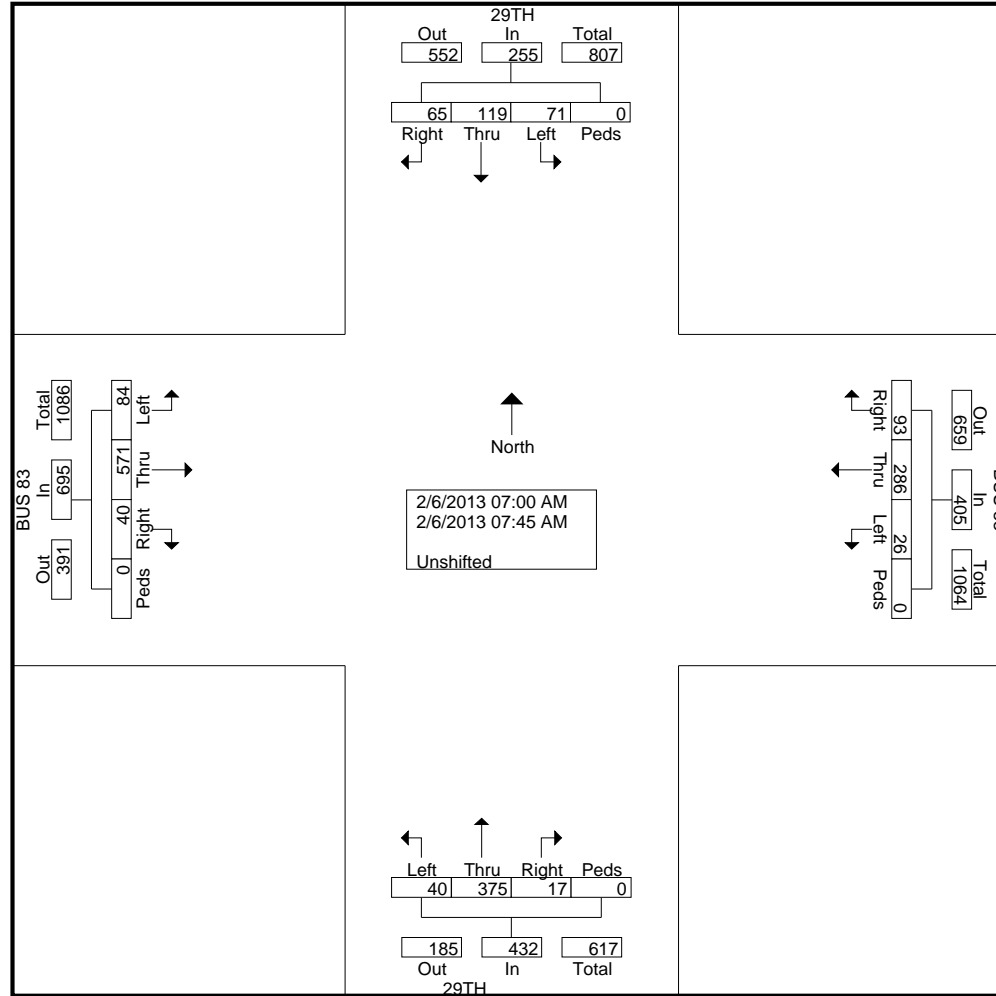 29TH
Out In Total
552 255 807
65 119 71 0
Right Thru Left Peds
BUS 83
Total In Out
1086 695 391
84 571 40 0
Left Thru Right Peds
North
2/6/2013 07:00 AM
2/6/2013 07:45 AM
Unshifted
Right Thru Left Peds
93 286 26 0
Out In Total
659 405 1064
Left Thru Right Peds
40 375 17 0
185 432 617
Out In Total
29TH